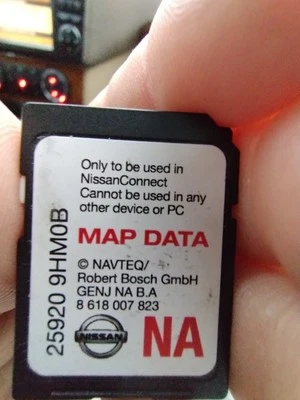 Only to be used in
NissanConnect
Cannot be used in any
other device or PC
MAP DATA
© NAVTEQ/
Robert Bosch GmbH
GENJ NA B.A
8 618 007 823
NISSAN
NA
25920 9HM0B